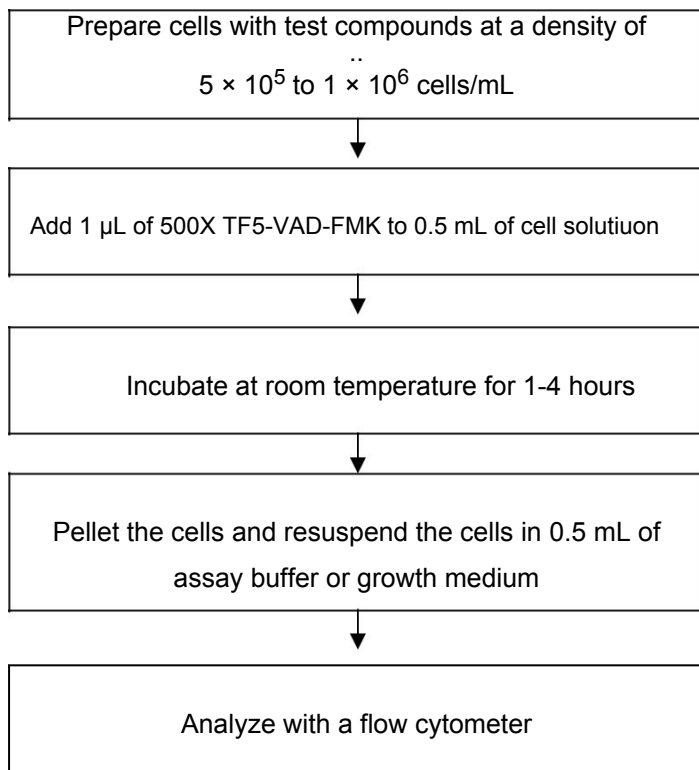 Prepare cells with test compounds at a density of
..
5 × 10⁵ to 1 × 10⁶ cells/mL
Add 1 µL of 500X TF5-VAD-FMK to 0.5 mL of cell solutiuon
Incubate at room temperature for 1-4 hours
Pellet the cells and resuspend the cells in 0.5 mL of
assay buffer or growth medium
Analyze with a flow cytometer